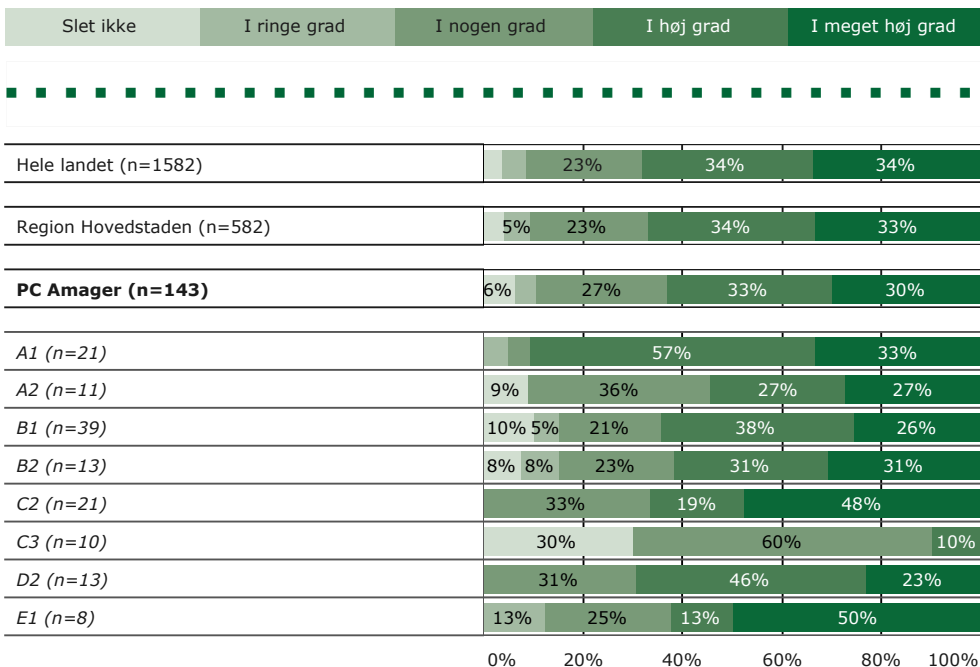 Slet ikke I ringe grad I nogen grad I høj grad I meget høj grad
Hele landet (n=1582) 23% 34% 34%
Region Hovedstaden (n=582) 5% 23% 34% 33%
PC Amager (n=143) 6% 27% 33% 30%
A1 (n=21) 57% 33%
A2 (n=11) 9% 36% 27% 27%
B1 (n=39) 10% 5% 21% 38% 26%
B2 (n=13) 8% 8% 23% 31% 31%
C2 (n=21) 33% 19% 48%
C3 (n=10) 30% 60% 10%
D2 (n=13) 31% 46% 23%
E1 (n=8) 13% 25% 13% 50%
0% 20% 40% 60% 80% 100%